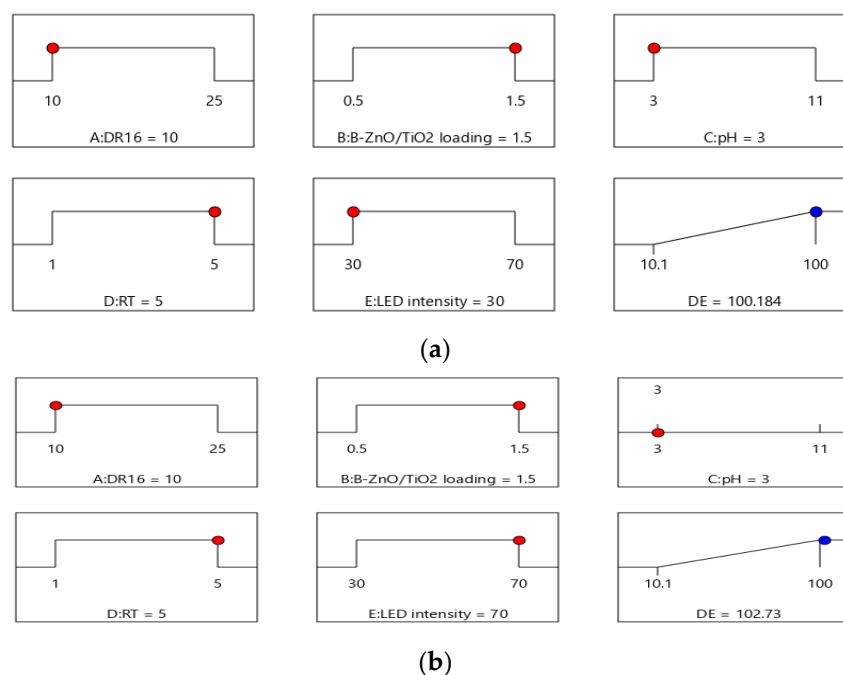 10 25
A:DR16 = 10
0.5 1.5
B:B-ZnO/TiO2 loading = 1.5
3 11
C:pH = 3
1 5
D:RT = 5
30 70
E:LED intensity = 30
10.1 100
DE = 100.184
(a)
10 25
A:DR16 = 10
0.5 1.5
B:B-ZnO/TiO2 loading = 1.5
3
3 11
C:pH = 3
1 5
D:RT = 5
30 70
E:LED intensity = 70
10.1 100
DE = 102.73
(b)